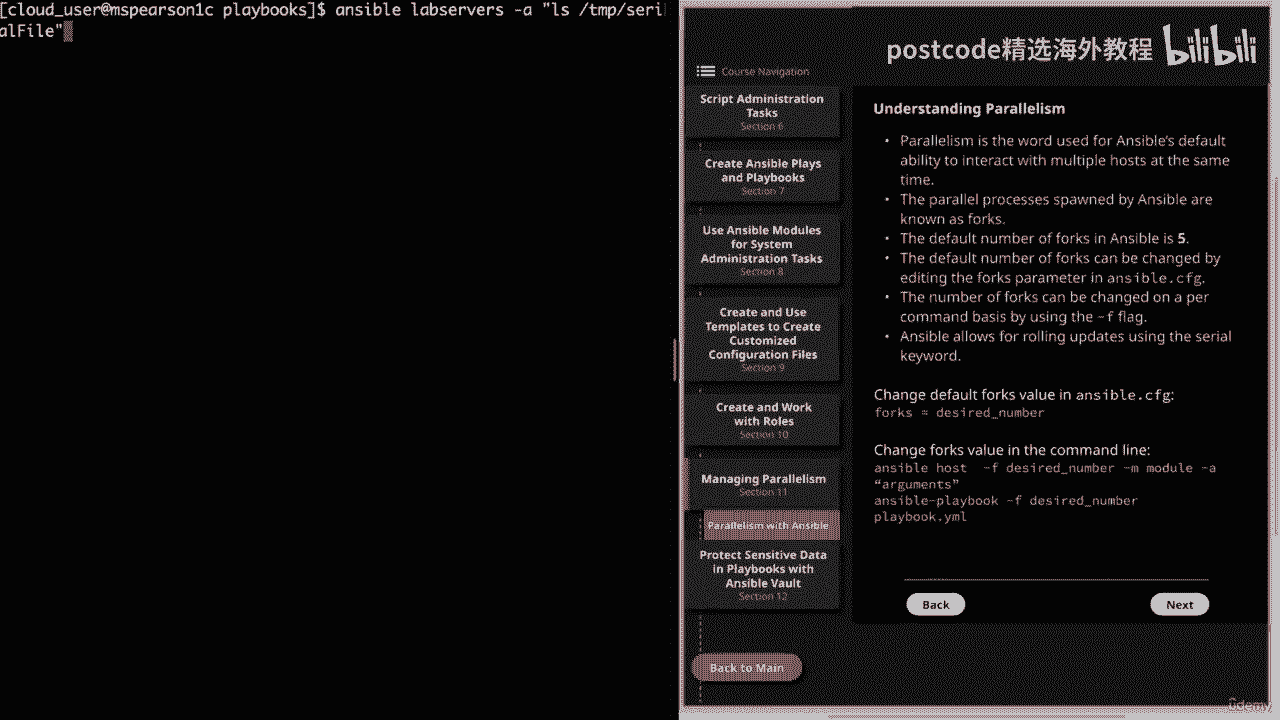 [cloud_user@mspearson1c playbooks]$ ansible labservers -a "ls /tmp/seri
alFile"
postcode精选海外教程 bilibili
Course Navigation
Script Administration
Tasks
Section 6
Create Ansible Plays
and Playbooks
Section 7
Use Ansible Modules
for System
Administration Tasks
Section 8
Create and Use
Templates to Create
Customized
Configuration Files
Section 9
Create and Work
with Roles
Section 10
Managing Parallelism
Section 11
Parallelism with Ansible
Protect Sensitive Data
in Playbooks with
Ansible Vault
Section 12
Back to Main
Understanding Parallelism
• Parallelism is the word used for Ansible's default
ability to interact with multiple hosts at the same
time.
• The parallel processes spawned by Ansible are
known as forks.
• The default number of forks in Ansible is 5.
• The default number of forks can be changed by
editing the forks parameter in ansible.cfg.
• The number of forks can be changed on a per
command basis by using the -f flag.
• Ansible allows for rolling updates using the serial
keyword.
Change default forks value in ansible.cfg:
forks = desired_number
Change forks value in the command line:
ansible host -f desired_number -m module -a
“arguments”
ansible-playbook -f desired_number
playbook.yml
Back
Next
ûdemy